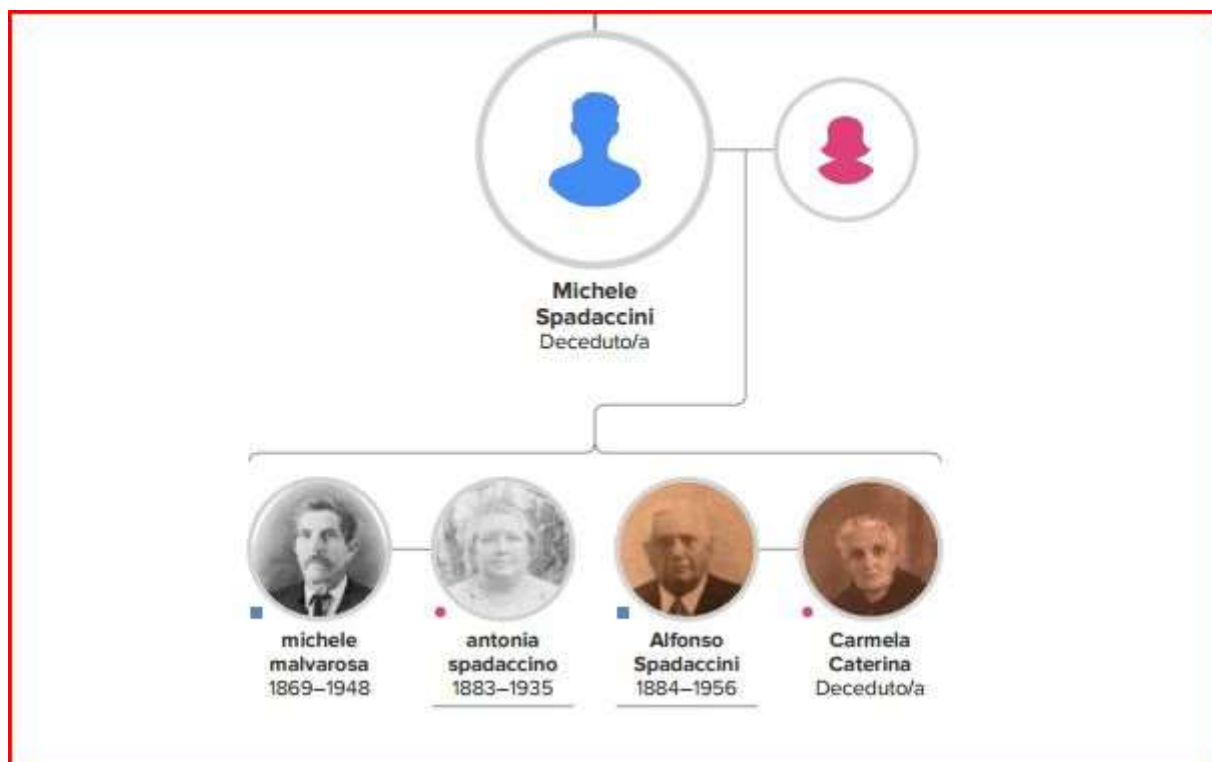 Michele
Spadaccini
Deceduto/a
michele
malvarosa
1869–1948
antonia
spadaccino
1883–1935
Alfonso
Spadaccini
1884–1956
Carmela
Caterina
Deceduto/a